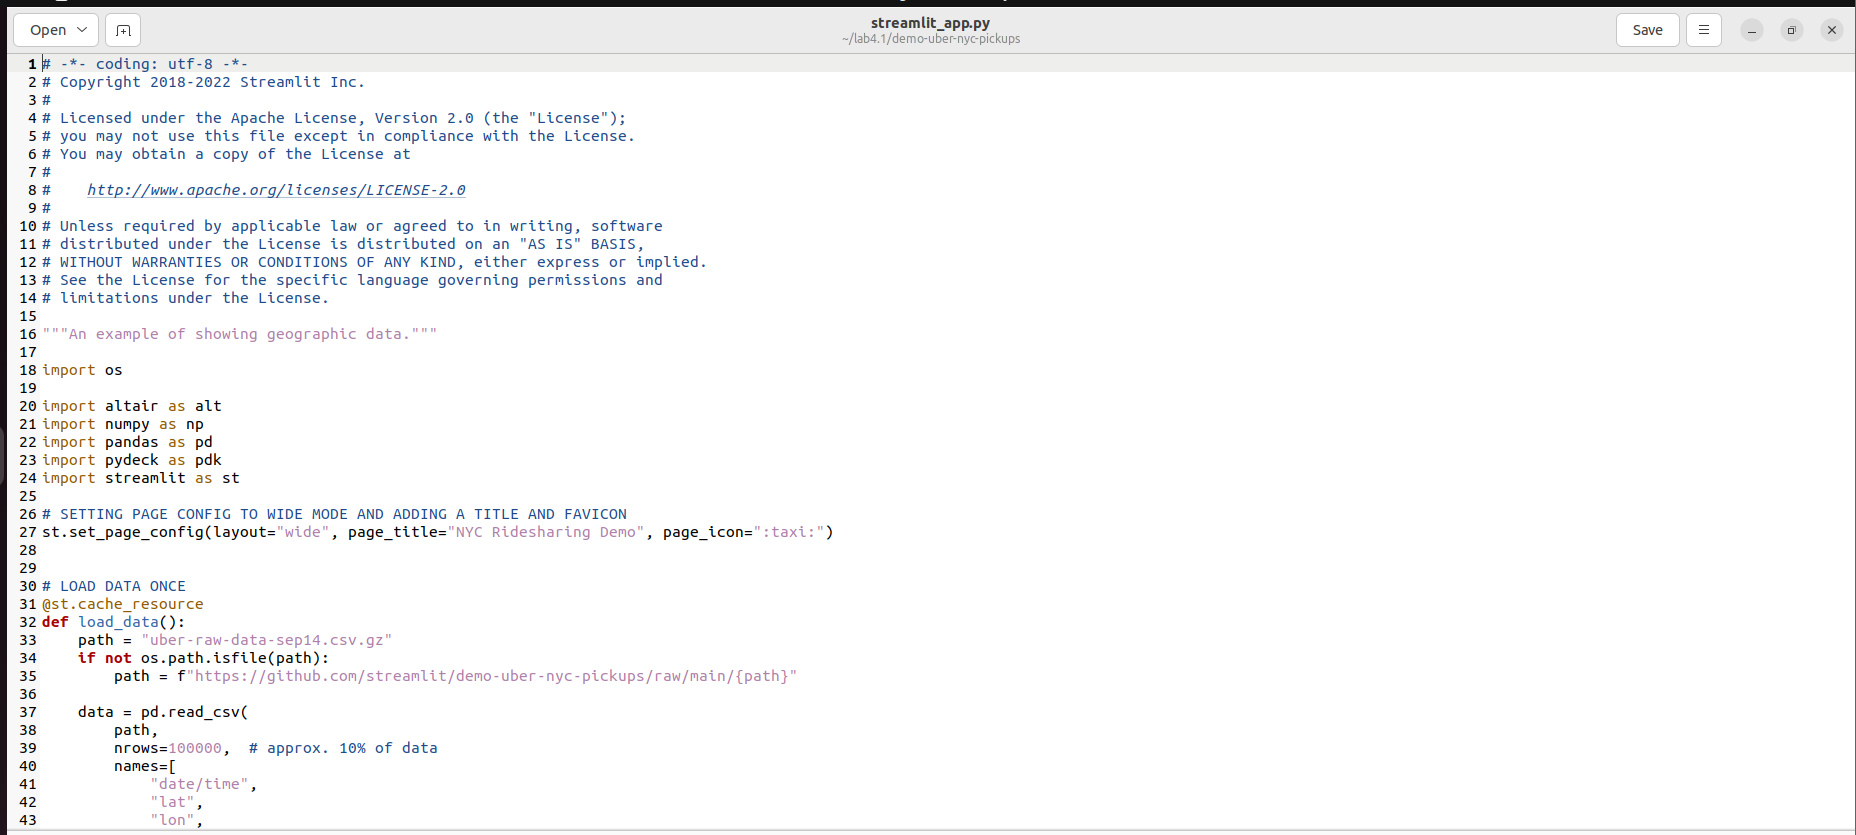 Open
streamlit_app.py
~/lab4.1/demo-uber-nyc-pickups
Save
1 # -*- coding: utf-8 -*-
2 # Copyright 2018-2022 Streamlit Inc.
3 #
4 # Licensed under the Apache License, Version 2.0 (the "License");
5 # you may not use this file except in compliance with the License.
6 # You may obtain a copy of the License at
7 #
8 #    http://www.apache.org/licenses/LICENSE-2.0
9 #
10 # Unless required by applicable law or agreed to in writing, software
11 # distributed under the License is distributed on an "AS IS" BASIS,
12 # WITHOUT WARRANTIES OR CONDITIONS OF ANY KIND, either express or implied.
13 # See the License for the specific language governing permissions and
14 # limitations under the License.
15
16 """An example of showing geographic data."""
17
18 import os
19
20 import altair as alt
21 import numpy as np
22 import pandas as pd
23 import pydeck as pdk
24 import streamlit as st
25
26 # SETTING PAGE CONFIG TO WIDE MODE AND ADDING A TITLE AND FAVICON
27 st.set_page_config(layout="wide", page_title="NYC Ridesharing Demo", page_icon=":taxi:")
28
29
30 # LOAD DATA ONCE
31 @st.cache_resource
32 def load_data():
33     path = "uber-raw-data-sep14.csv.gz"
34     if not os.path.isfile(path):
35         path = f"https://github.com/streamlit/demo-uber-nyc-pickups/raw/main/{path}"
36
37     data = pd.read_csv(
38         path,
39         nrows=100000,  # approx. 10% of data
40         names=[
41             "date/time",
42             "lat",
43             "lon",